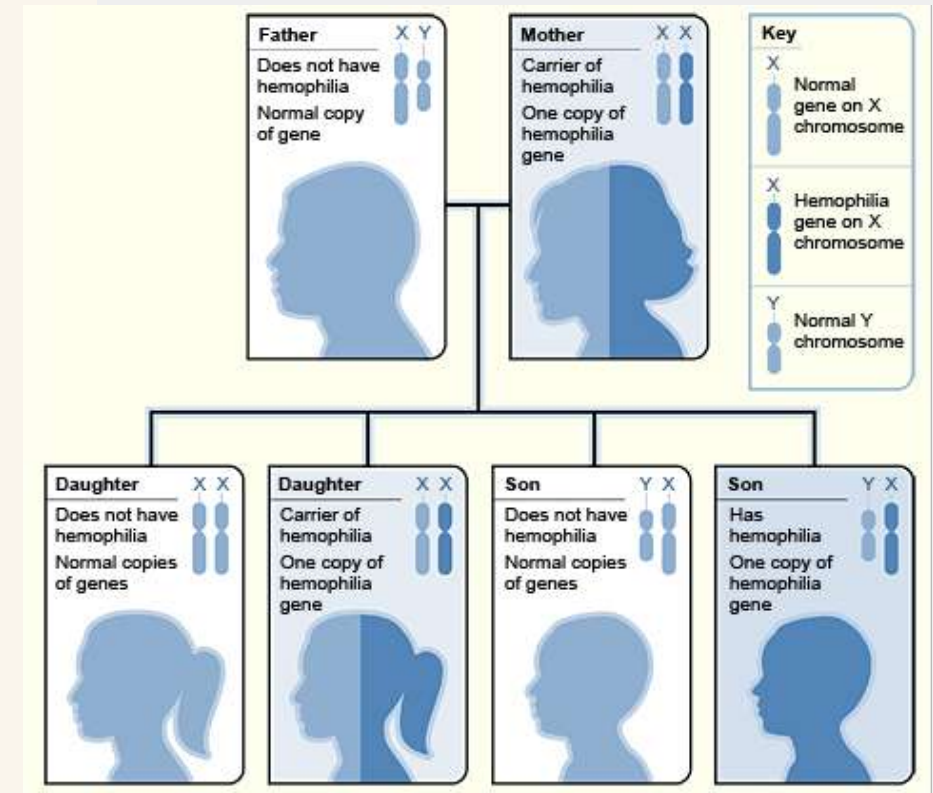 Father
X Y
Does not have
hemophilia
Normal copy
of gene
Mother
X X
Carrier of
hemophilia
One copy of
hemophilia
gene
Key
X
Normal
gene on X
chromosome
X
Hemophilia
gene on X
chromosome
Y
Normal Y
chromosome
Daughter
X X
Does not have
hemophilia
Normal copies
of genes
Daughter
X X
Carrier of
hemophilia
One copy of
hemophilia
gene
Son
Y X
Does not have
hemophilia
Normal copies
of genes
Son
Y X
Has
hemophilia
One copy of
hemophilia
gene